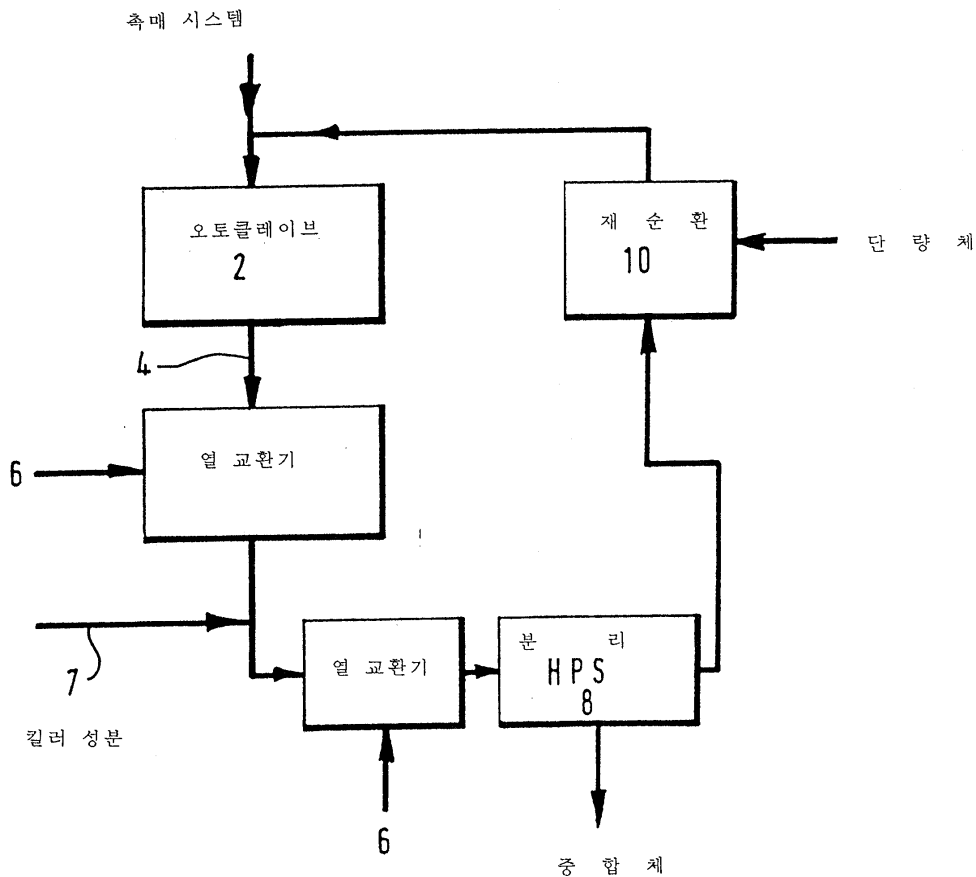 촉매 시스템
오토클레이브
2
재 순 환
10
단 량 체
4
열 교환기
6
7
킬러 성분
열 교환기
6
분 리
HPS
8
중 합 체